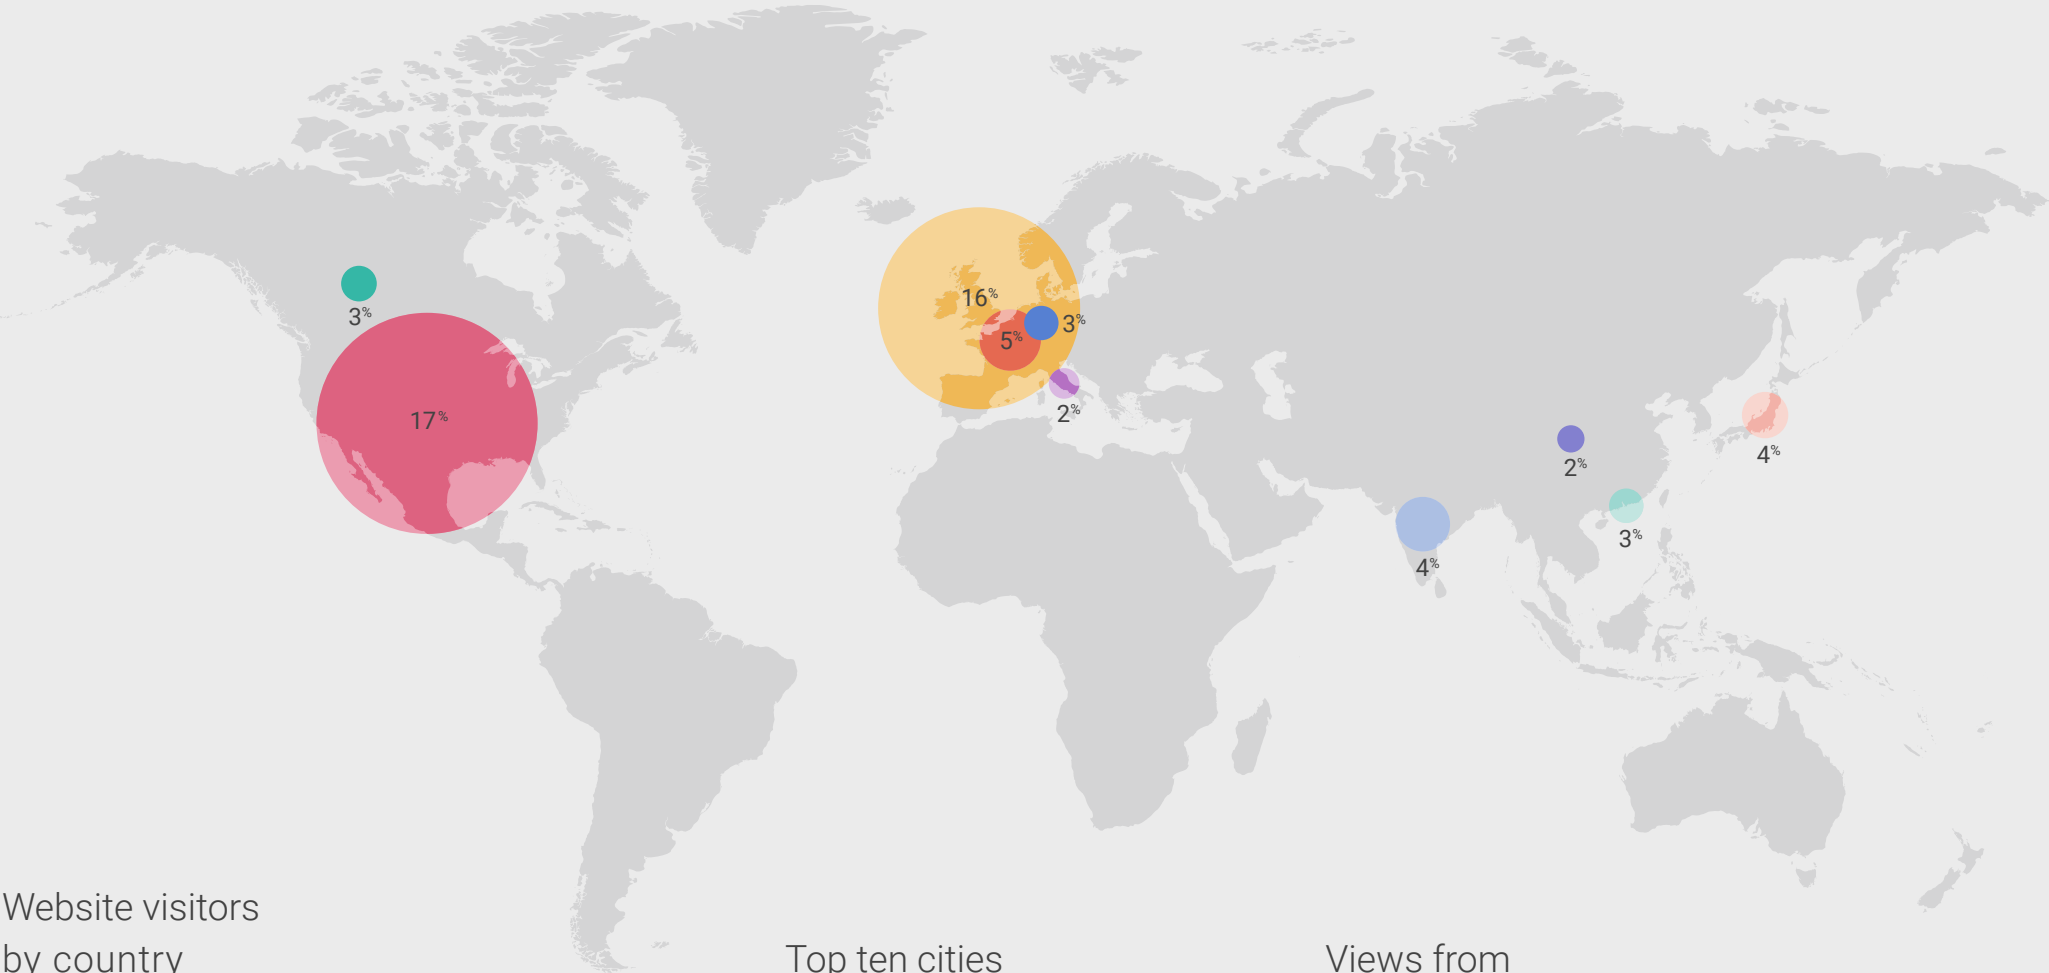 16%
3%
3%
5%
2%
17%
2%
4%
3%
4%
Website visitors
by country
Top ten cities
Views from